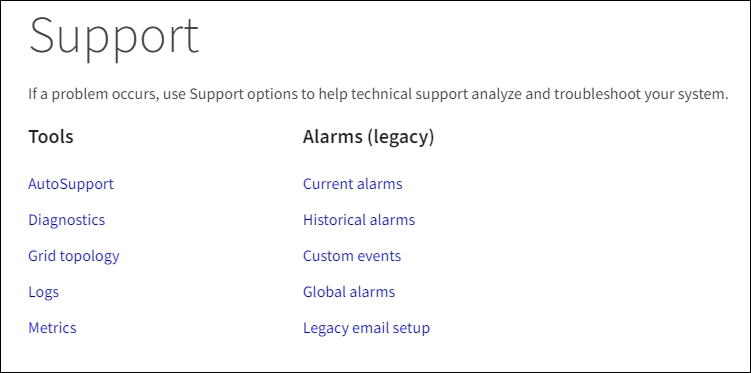 Support
If a problem occurs, use Support options to help technical support analyze and troubleshoot your system.
Tools
AutoSupport
Diagnostics
Grid topology
Logs
Metrics
Alarms (legacy)
Current alarms
Historical alarms
Custom events
Global alarms
Legacy email setup